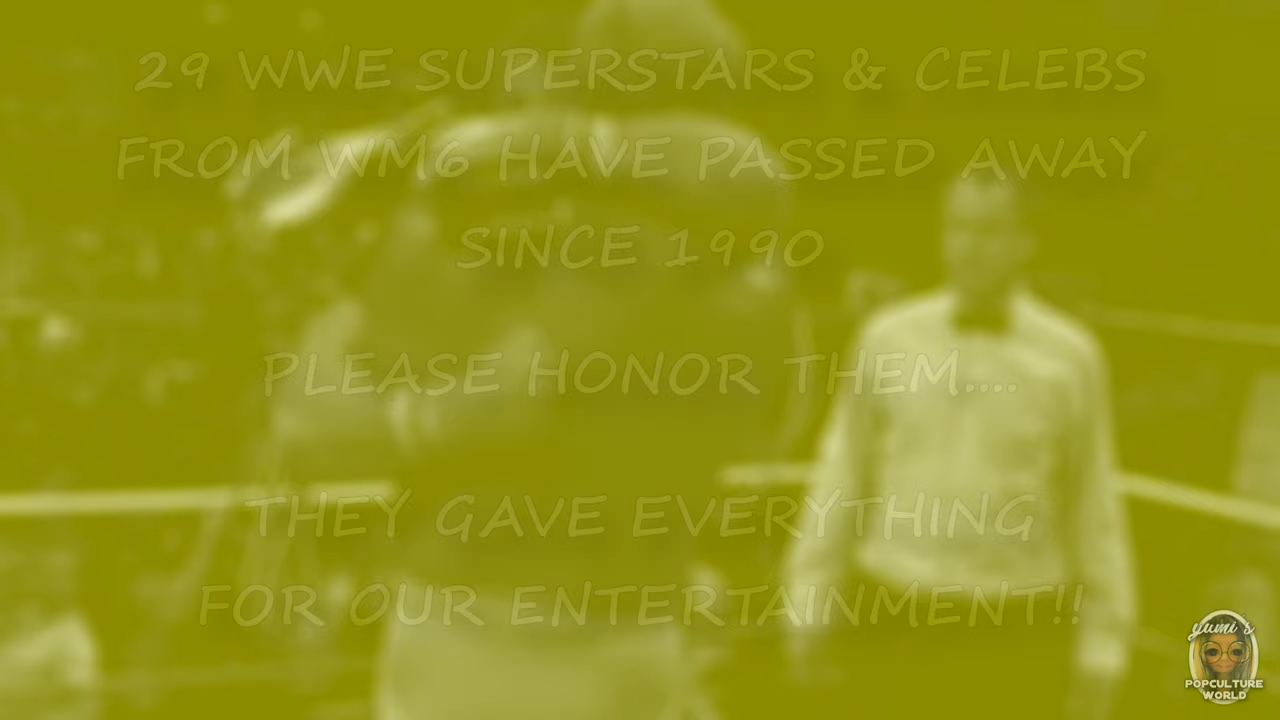 29 WWE SUPERSTARS & CELEBS
FROM WM6 HAVE PASSED AWAY
SINCE 1990
PLEASE HONOR THEM....
THEY GAVE EVERYTHING
FOR OUR ENTERTAINMENT!!
yumi's
POPCULTURE
WORLD